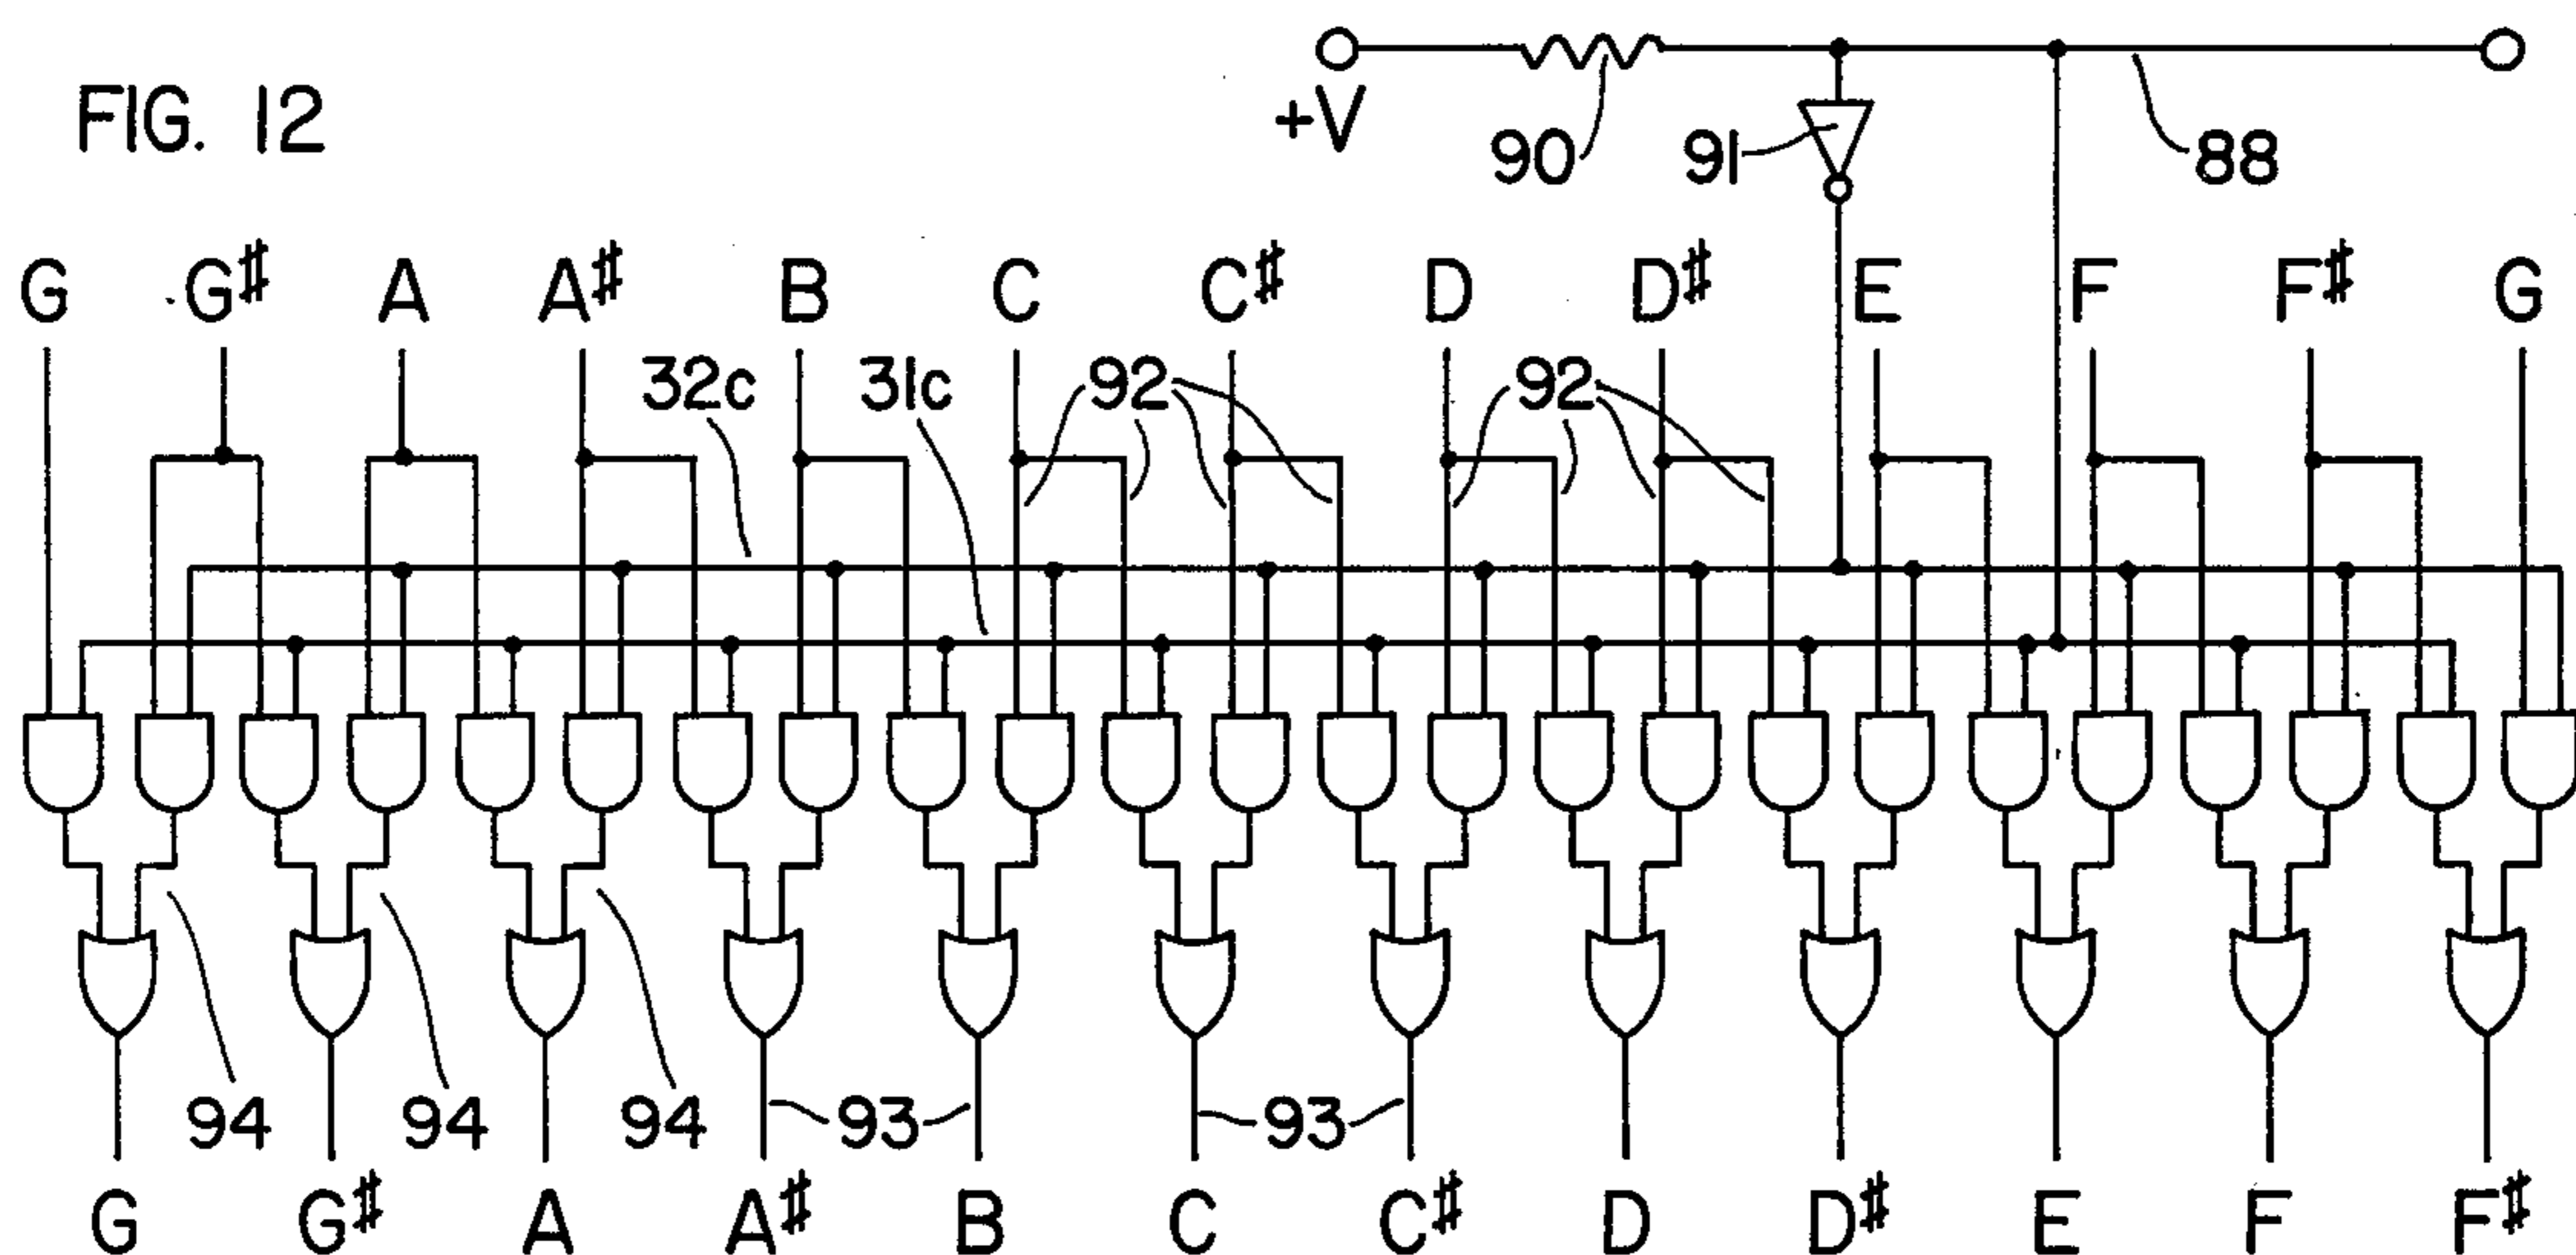 FIG. 12
+V 90 91 88
G G# A A# B C C# D D# E F F# G
32c 31c 92 92
94 94 94 93 93
G G# A A# B C C# D D# E F F#